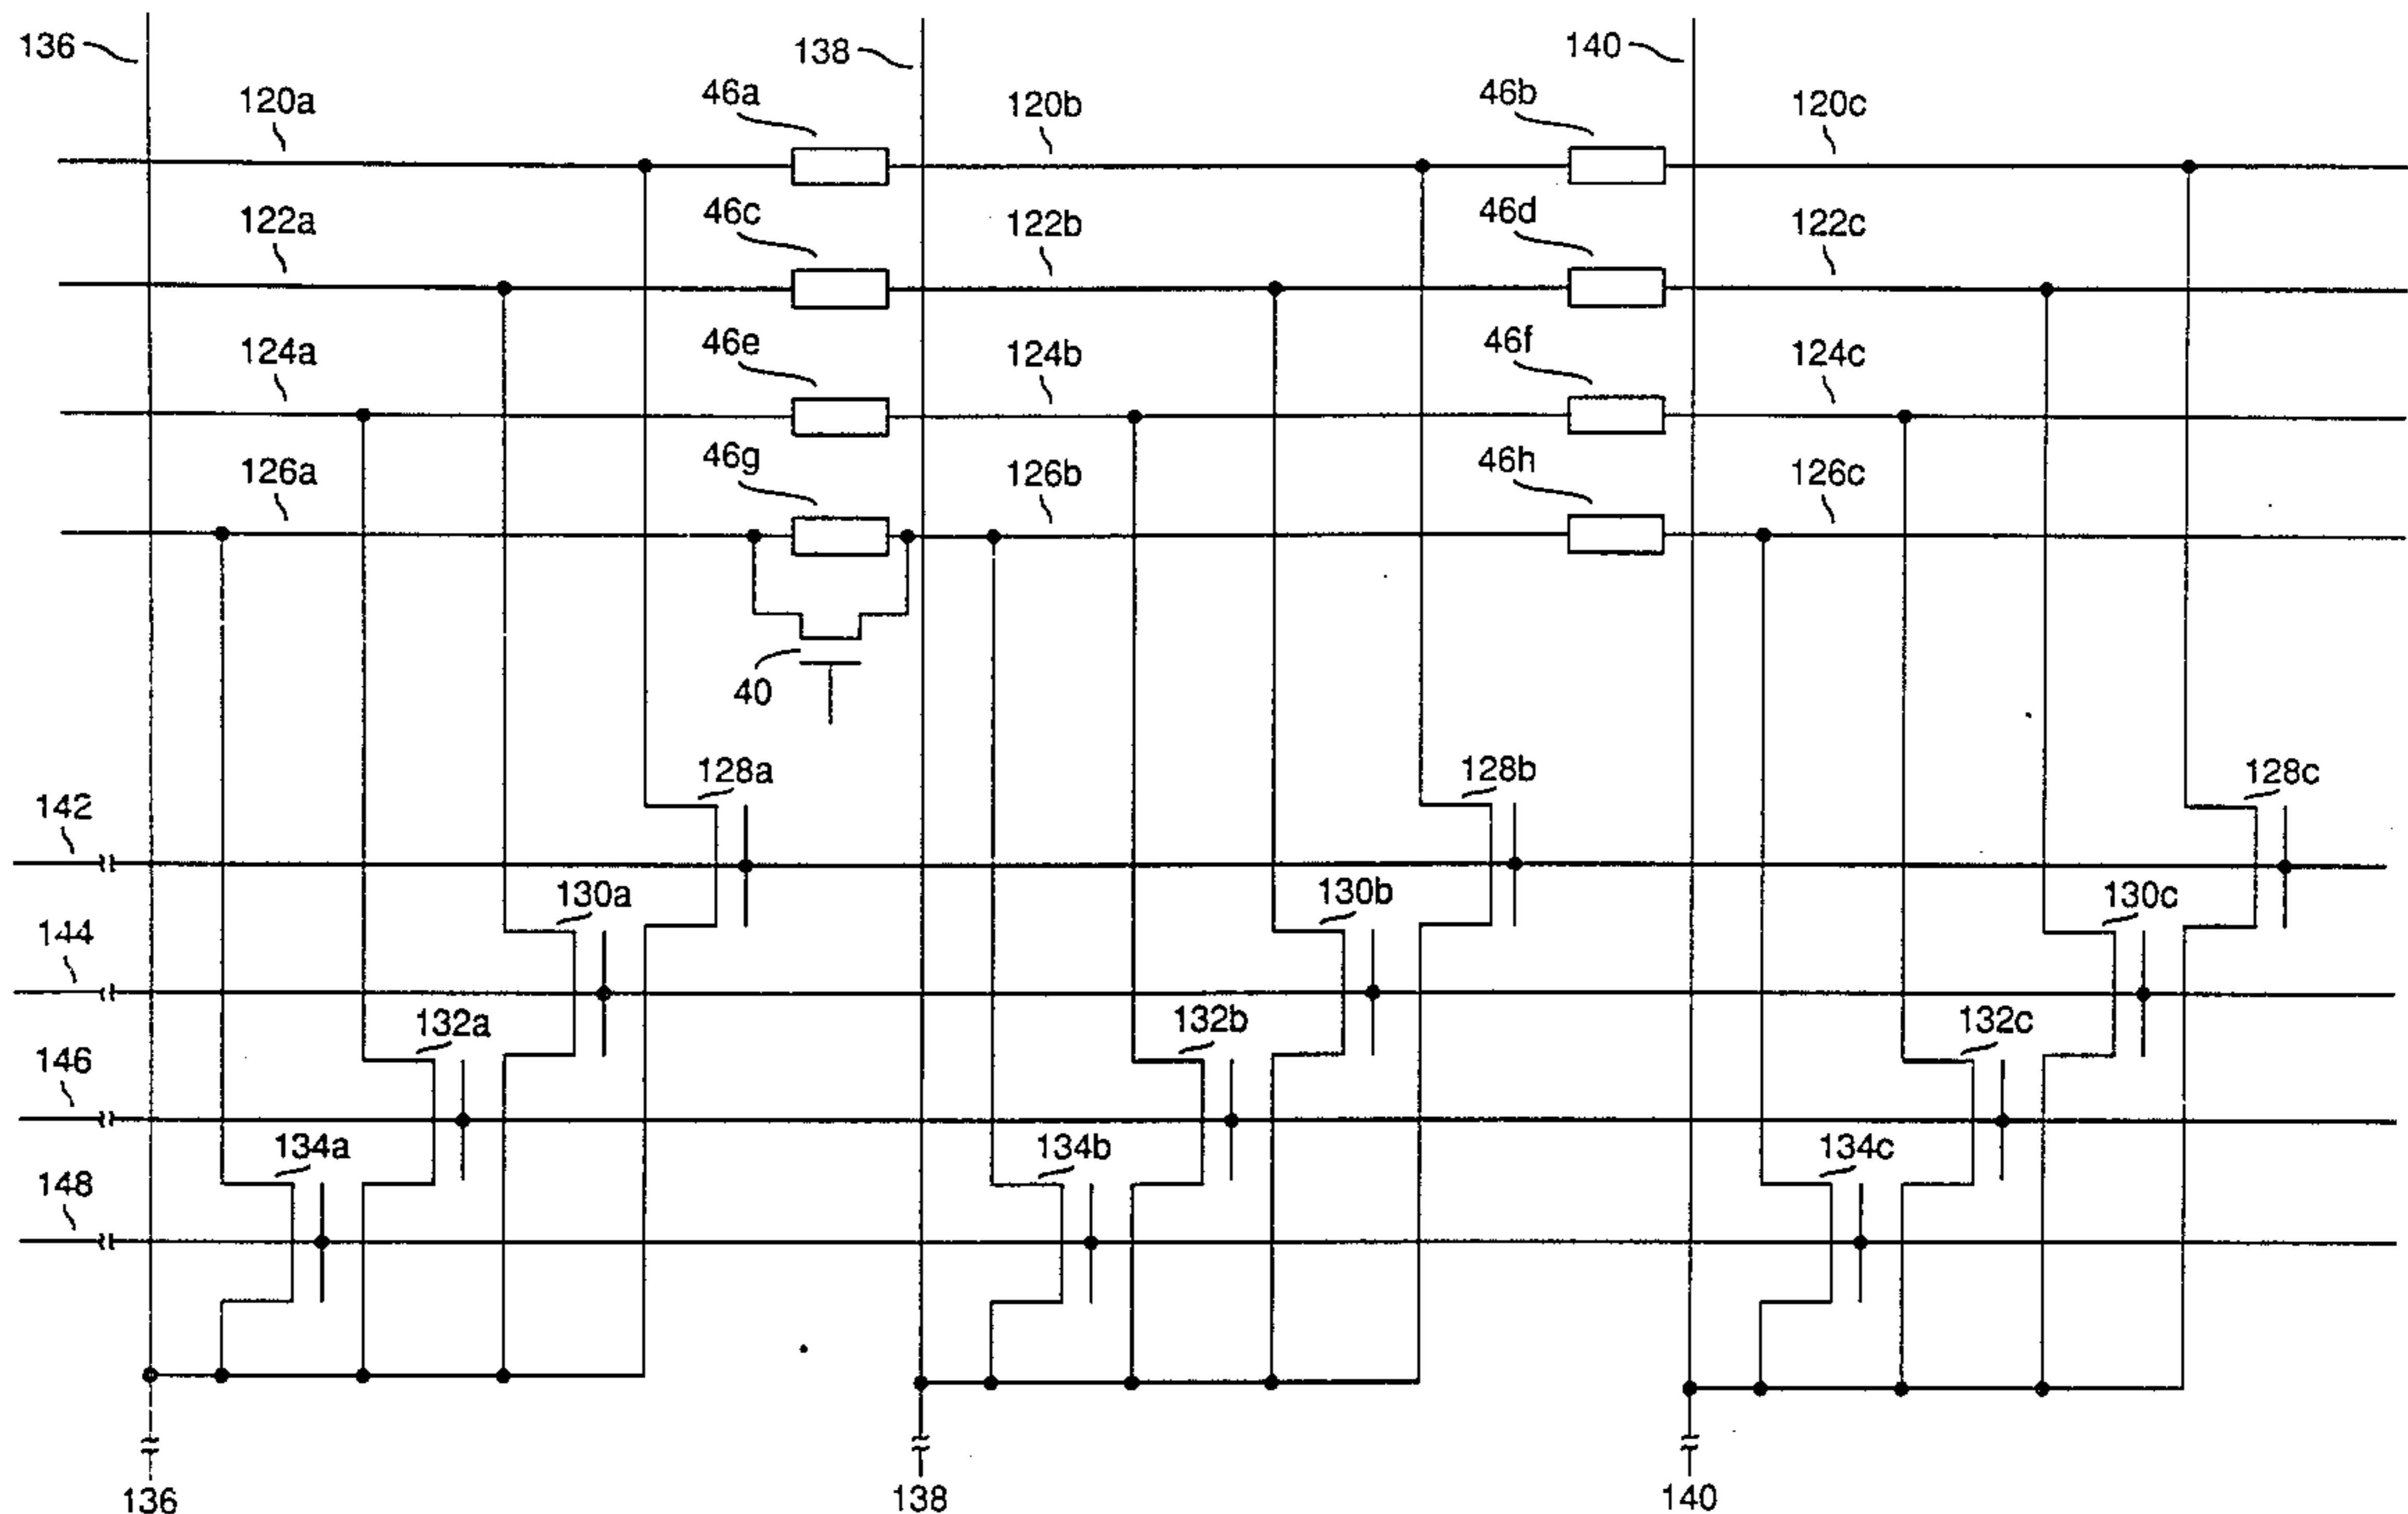 136 138 140
120a 46a 120b 46b 120c
122a 46c 122b 46d 122c
124a 46e 124b 46f 124c
126a 46g 126b 46h 126c
40
128a 128b 128c
142
130a 130b 130c
144
132a 132b 132c
146
134a 134b 134c
148
136 138 140